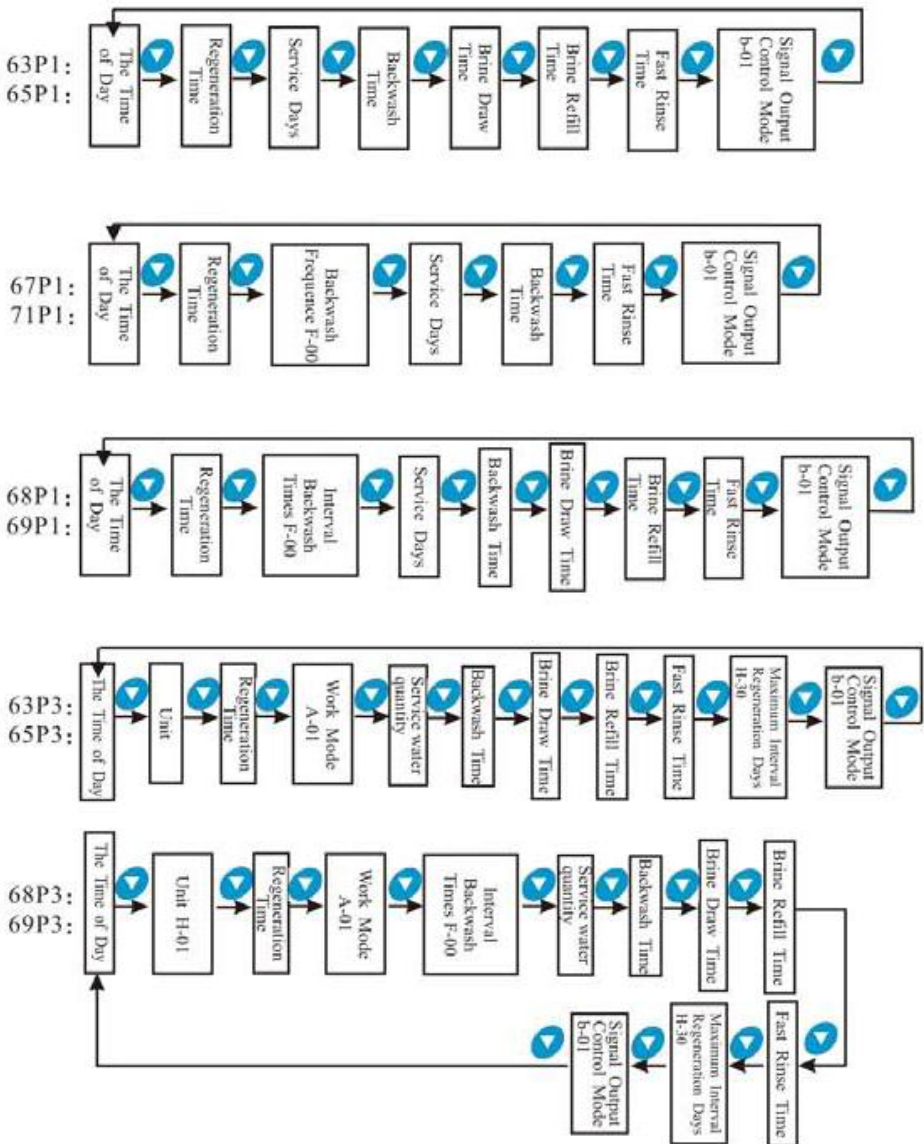 63P1:
65P1:
The Time
of Day
Regeneration
Time
Service Days
Backwash
Time
Brine Draw
Time
Brine Refill
Time
Fast Rinse
Time
Signal Output
Control Mode
b-01
67P1:
71P1:
The Time
of Day
Regeneration
Time
Backwash
Frequence F-00
Service Days
Backwash
Time
Fast Rinse
Time
Signal Output
Control Mode
b-01
68P1:
69P1:
The Time
of Day
Regeneration
Time
Interval
Backwash
Times F-00
Service Days
Backwash Time
Brine Draw Time
Brine Refill
Time
Fast Rinse
Time
Signal Output
Control Mode
b-01
63P3:
65P3:
The Time of Day
Unit
Regeneration
Time
Work Mode
A-01
Service water
quantity
Backwash Time
Brine Draw Time
Brine Refill Time
Fast Rinse Time
Maximum Interval
Regeneration Days
H-30
Signal Output
Control Mode
b-01
68P3:
69P3:
The Time of Day
Unit H-01
Regeneration
Time
Work Mode
A-01
Interval
Backwash
Times F-00
Service water
quantity
Backwash Time
Brine Draw Time
Brine Refill Time
Fast Rinse Time
Maximum Interval
Regeneration Days
H-30
Signal Output
Control Mode
b-01